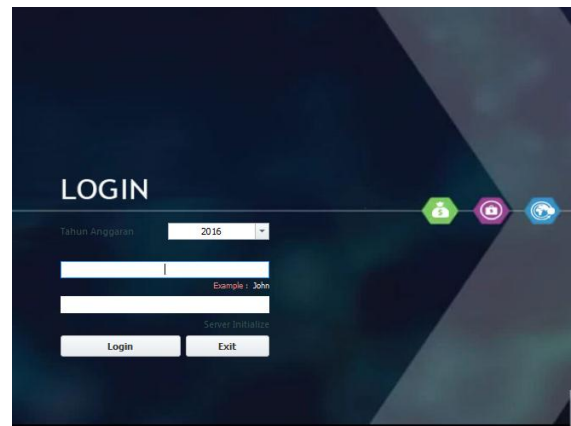 LOGIN
Tahun Anggaran 2016
Example : John
Server Initialize
Login Exit